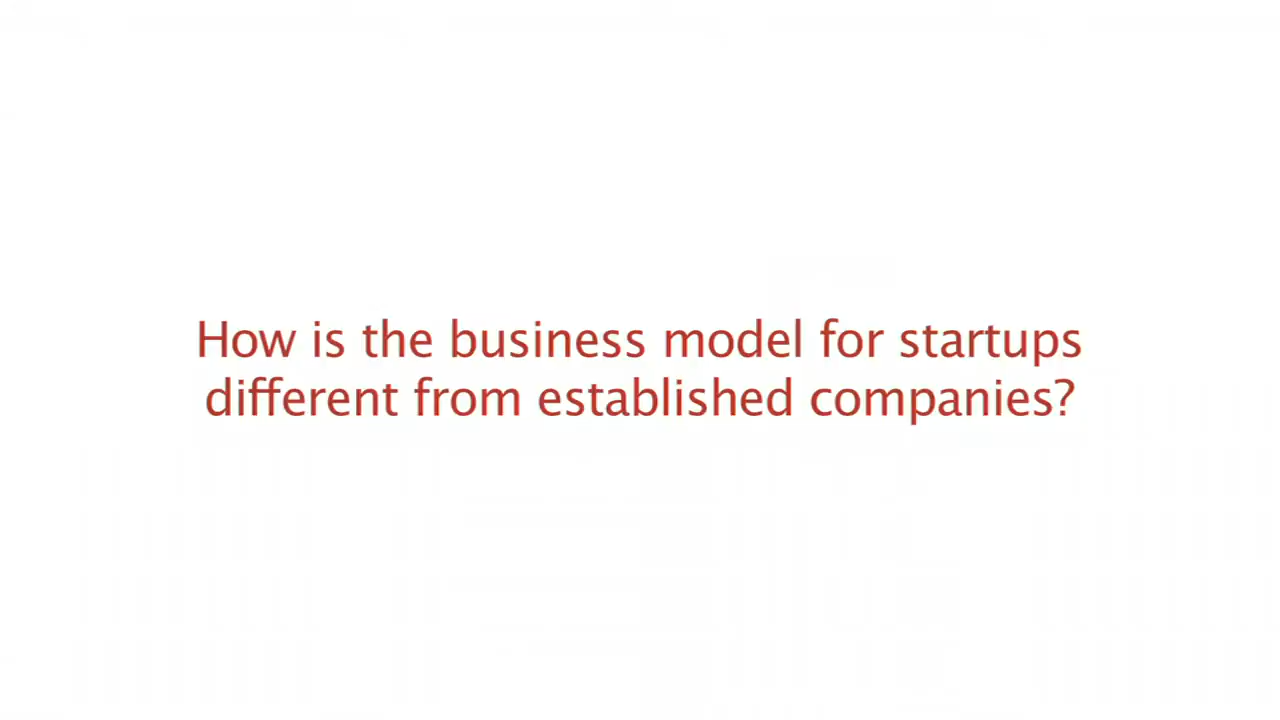 How is the business model for startups
different from established companies?